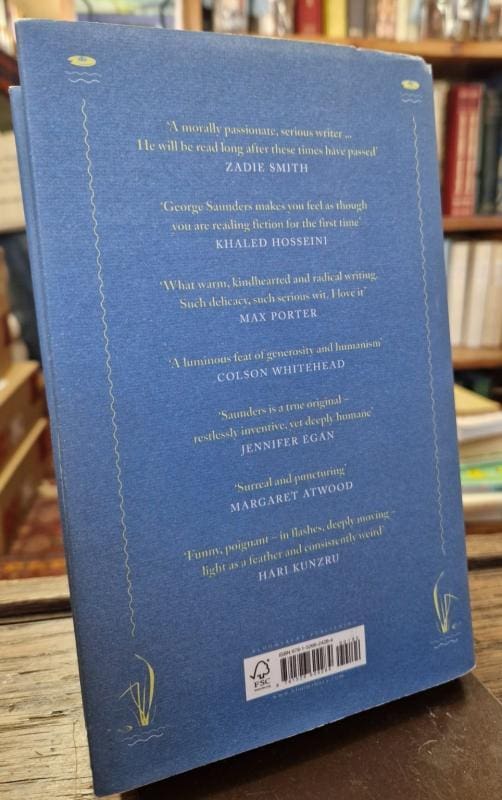 ‘A morally passionate, serious writer ...
He will be read long after these times have passed’
ZADIE SMITH
‘George Saunders makes you feel as though
you are reading fiction for the first time’
KHALED HOSSEINI
‘What warm, kindhearted and radical writing.
Such delicacy, such serious wit. I love it’
MAX PORTER
‘A luminous feat of generosity and humanism’
COLSON WHITEHEAD
‘Saunders is a true original –
restlessly inventive, yet deeply humane’
JENNIFER EGAN
‘Surreal and puncturing’
MARGARET ATWOOD
‘Funny, poignant – in flashes, deeply moving –
light as a feather and consistently weird’
HARI KUNZRU
BLOOMSBURY PUBLISHING
FSC